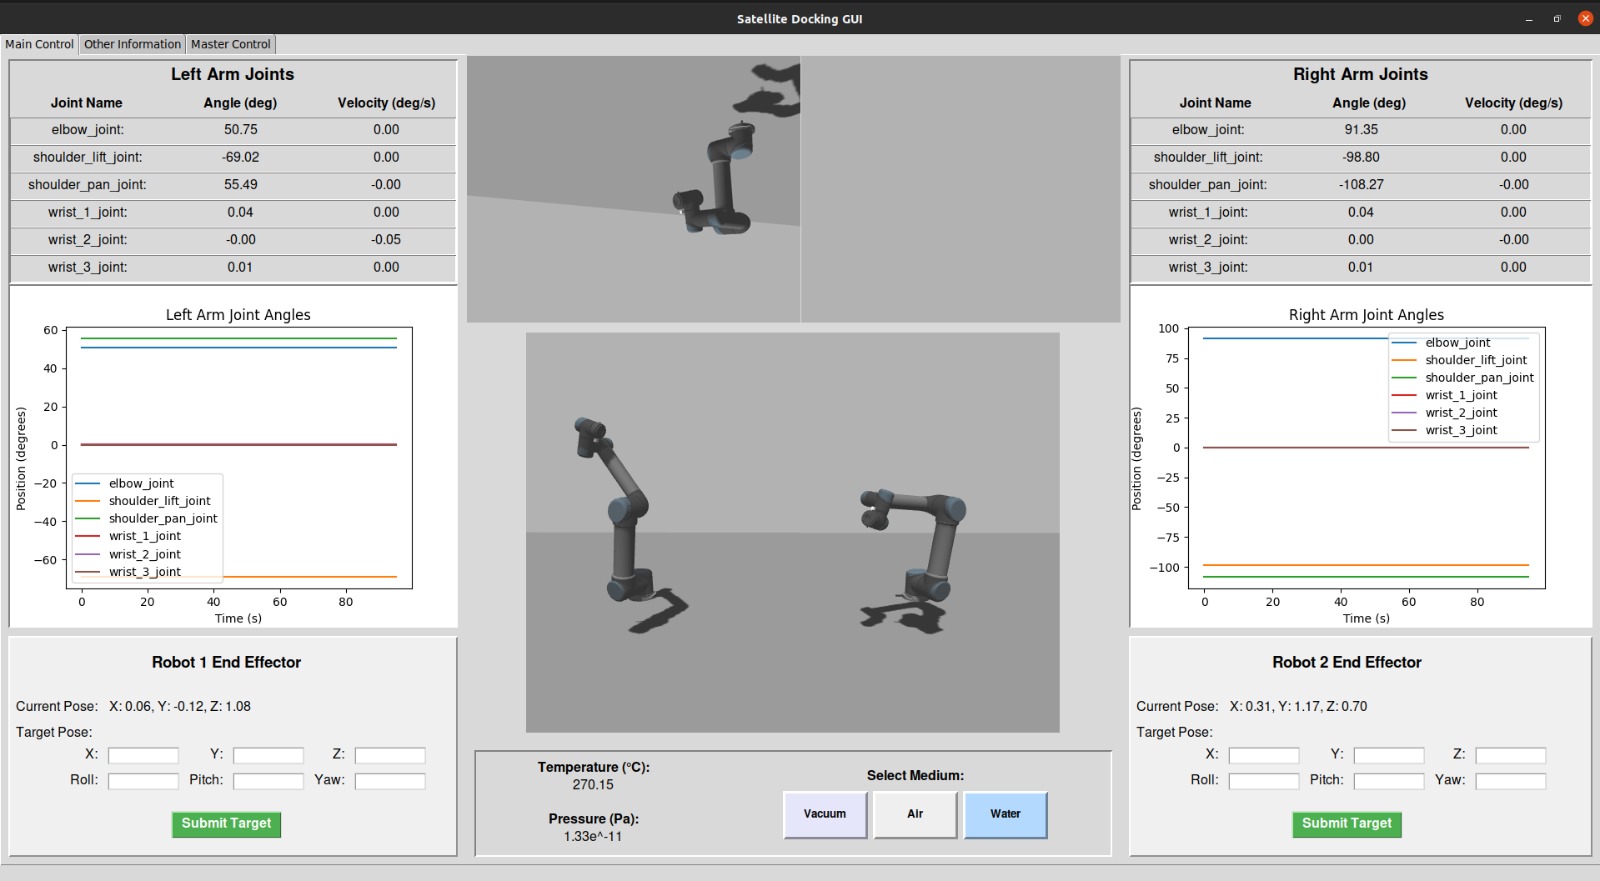 Satellite Docking GUI
Main Control Other Information Master Control
Left Arm Joints
Joint Name Angle (deg) Velocity (deg/s)
elbow_joint: 50.75 0.00
shoulder_lift_joint: -69.02 0.00
shoulder_pan_joint: 55.49 -0.00
wrist_1_joint: 0.04 0.00
wrist_2_joint: -0.00 -0.05
wrist_3_joint: 0.01 0.00
Left Arm Joint Angles
60
40
20
0
−20
−40
−60
Position (degrees)
elbow_joint
shoulder_lift_joint
shoulder_pan_joint
wrist_1_joint
wrist_2_joint
wrist_3_joint
0 20 40 60 80
Time (s)
Robot 1 End Effector
Current Pose: X: 0.06, Y: -0.12, Z: 1.08
Target Pose:
X: Y: Z:
Roll: Pitch: Yaw:
Submit Target
Temperature (°C):
270.15
Pressure (Pa):
1.33e^-11
Select Medium:
Vacuum Air Water
Right Arm Joints
Joint Name Angle (deg) Velocity (deg/s)
elbow_joint: 91.35 0.00
shoulder_lift_joint: -98.80 0.00
shoulder_pan_joint: -108.27 -0.00
wrist_1_joint: 0.04 0.00
wrist_2_joint: 0.00 -0.00
wrist_3_joint: 0.01 0.00
Right Arm Joint Angles
100
75
50
25
0
−25
−50
−75
−100
Position (degrees)
elbow_joint
shoulder_lift_joint
shoulder_pan_joint
wrist_1_joint
wrist_2_joint
wrist_3_joint
0 20 40 60 80
Time (s)
Robot 2 End Effector
Current Pose: X: 0.31, Y: 1.17, Z: 0.70
Target Pose:
X: Y: Z:
Roll: Pitch: Yaw:
Submit Target